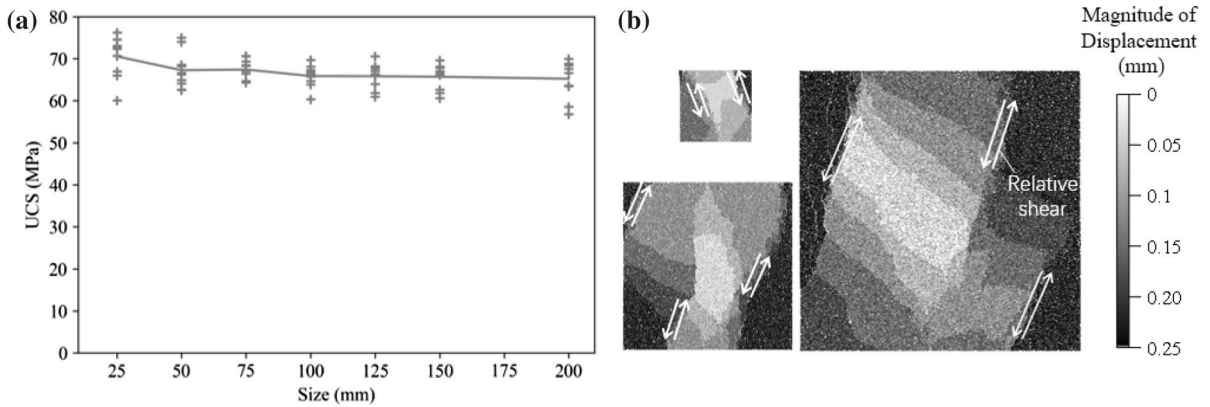 (a)
80
70
60
50
40
30
20
10
0
UCS (MPa)
25 50 75 100 125 150 175 200
Size (mm)
(b)
Relative
shear
Magnitude of
Displacement
(mm)
0
0.05
0.1
0.15
0.20
0.25